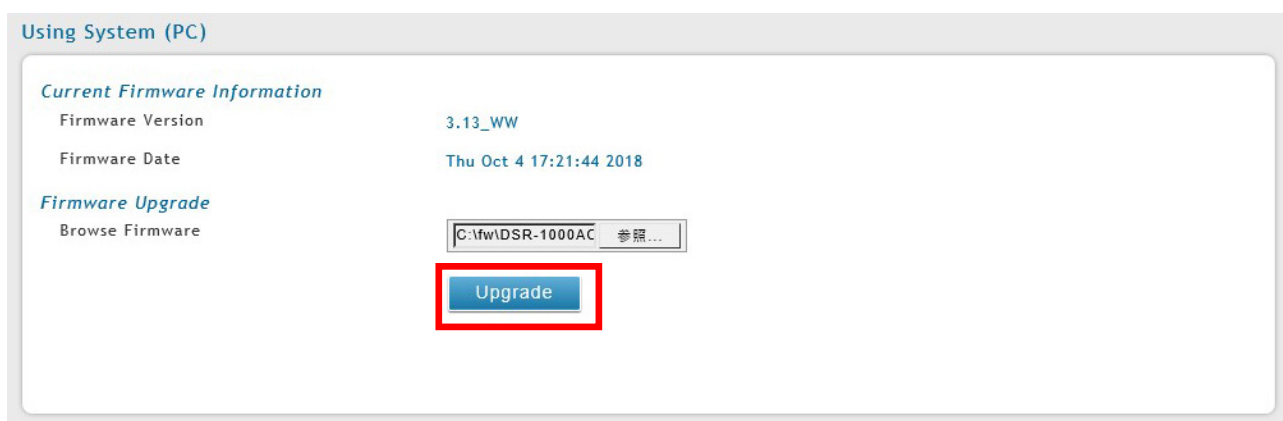 Using System (PC)
Current Firmware Information
Firmware Version 3.13_WW
Firmware Date Thu Oct 4 17:21:44 2018
Firmware Upgrade
Browse Firmware C:\fw\DSR-1000AC 参照...
Upgrade